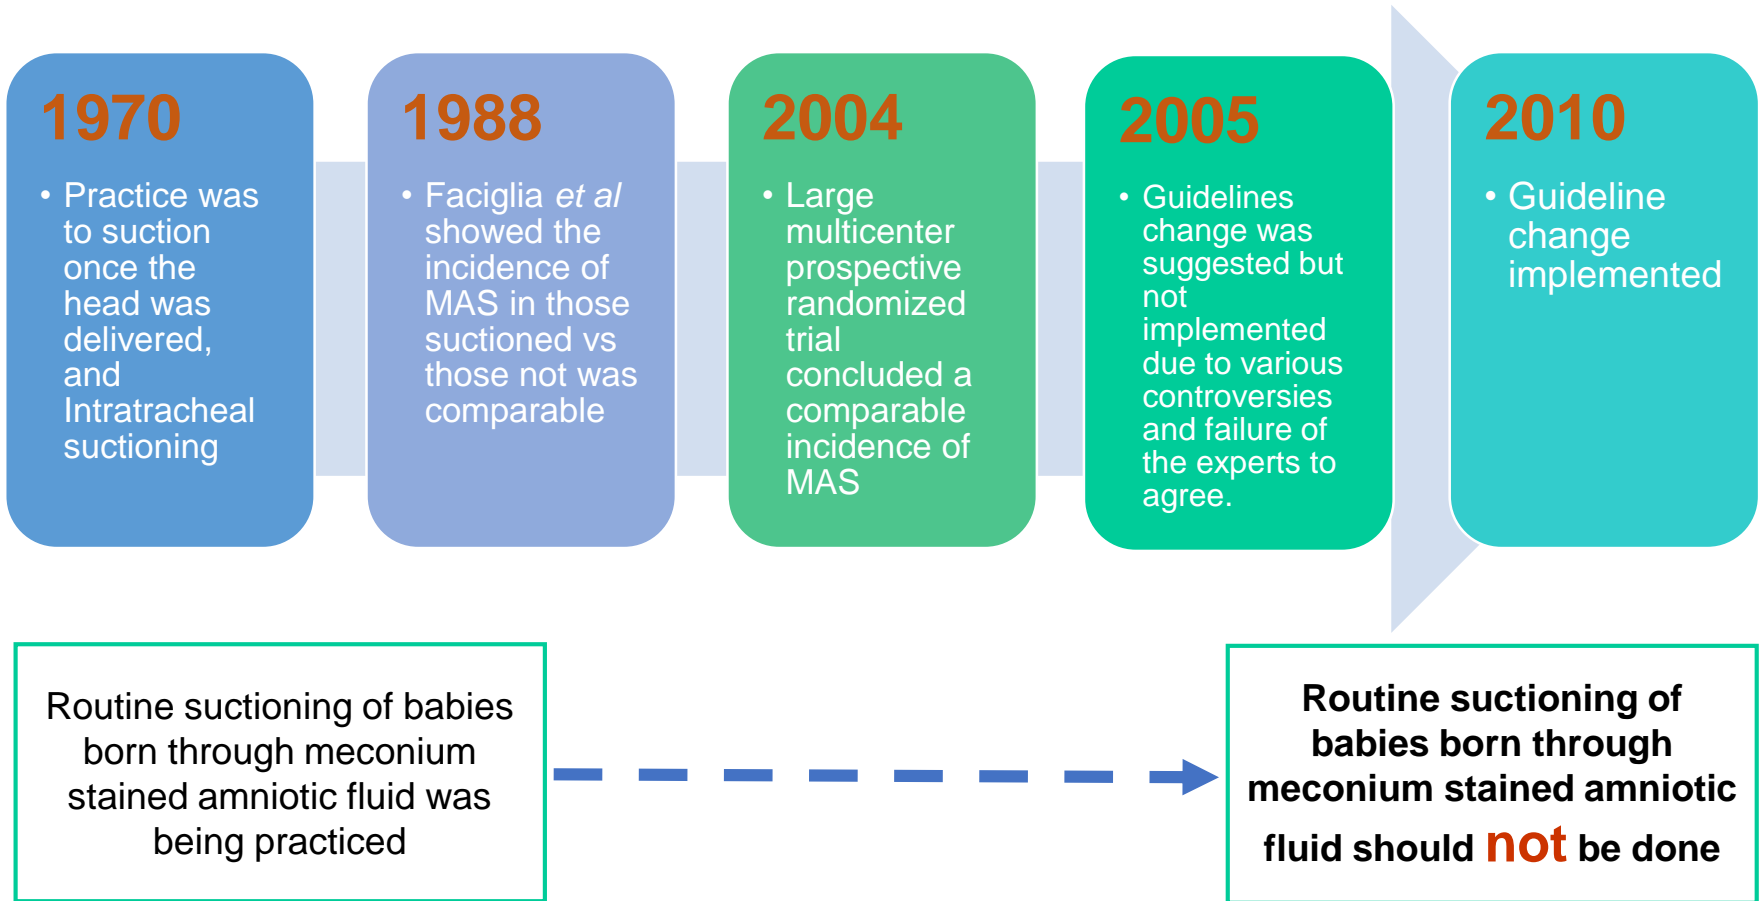 1970
• Practice was
to suction
once the
head was
delivered,
and
Intratracheal
suctioning
1988
• Faciglia et al
showed the
incidence of
MAS in those
suctioned vs
those not was
comparable
2004
• Large
multicenter
prospective
randomized
trial
concluded a
comparable
incidence of
MAS
2005
• Guidelines
change was
suggested but
not
implemented
due to various
controversies
and failure of
the experts to
agree.
2010
• Guideline
change
implemented
Routine suctioning of babies
born through meconium
stained amniotic fluid was
being practiced
Routine suctioning of
babies born through
meconium stained amniotic
fluid should not be done